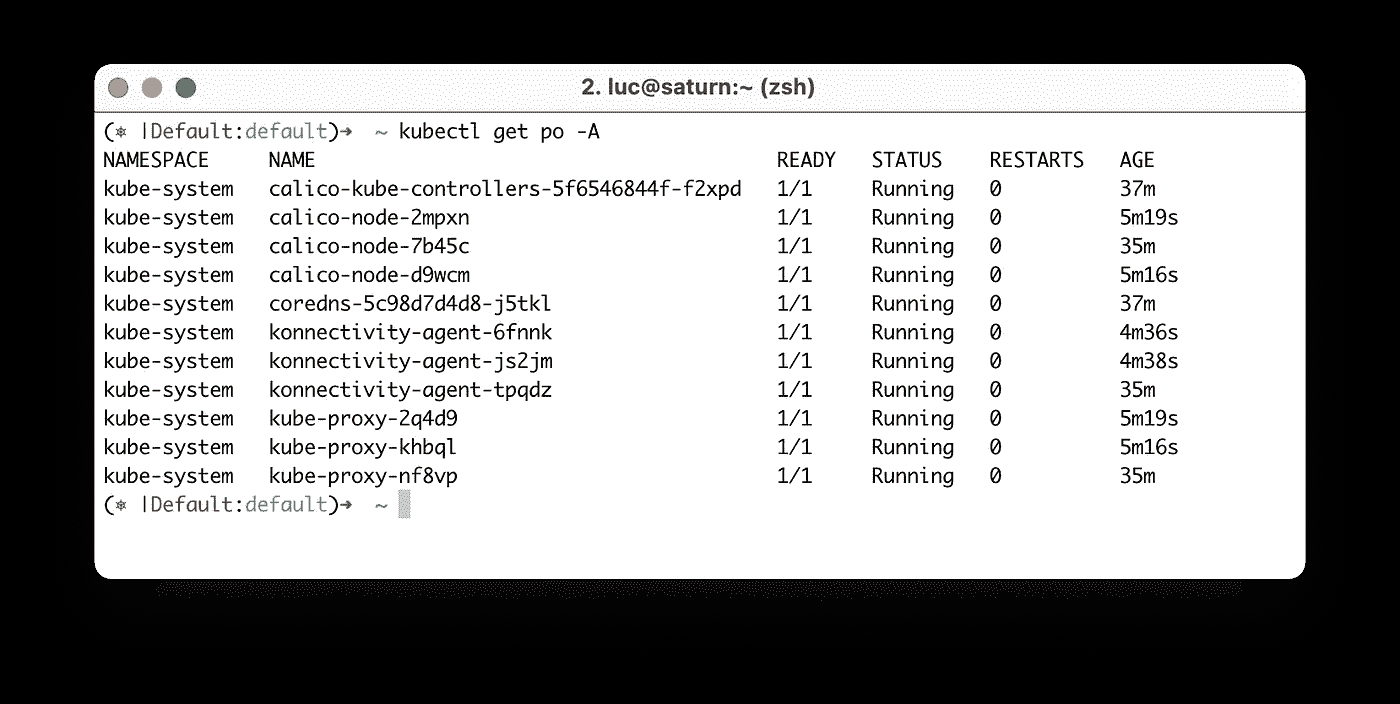 2. luc@saturn:~ (zsh)
(⎈ |Default:default)➜  ~ kubectl get po -A
NAMESPACE     NAME                                       READY   STATUS    RESTARTS   AGE
kube-system   calico-kube-controllers-5f6546844f-f2xpd   1/1     Running   0          37m
kube-system   calico-node-2mpxn                          1/1     Running   0          5m19s
kube-system   calico-node-7b45c                          1/1     Running   0          35m
kube-system   calico-node-d9wcm                          1/1     Running   0          5m16s
kube-system   coredns-5c98d7d4d8-j5tkl                   1/1     Running   0          37m
kube-system   konnectivity-agent-6fnnk                   1/1     Running   0          4m36s
kube-system   konnectivity-agent-js2jm                   1/1     Running   0          4m38s
kube-system   konnectivity-agent-tpqdz                   1/1     Running   0          35m
kube-system   kube-proxy-2q4d9                           1/1     Running   0          5m19s
kube-system   kube-proxy-khbql                           1/1     Running   0          5m16s
kube-system   kube-proxy-nf8vp                           1/1     Running   0          35m
(⎈ |Default:default)➜  ~